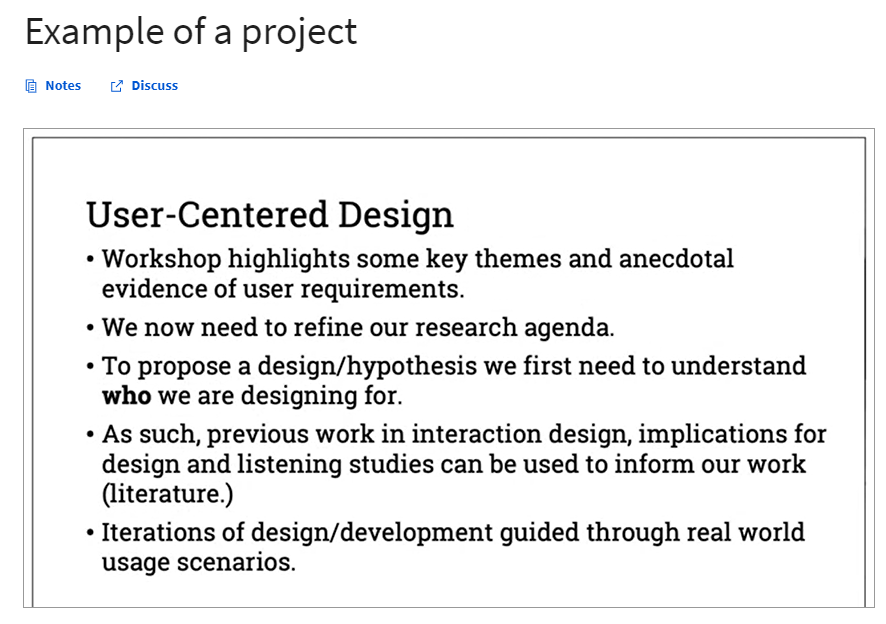 Example of a project
Notes
Discuss
User-Centered Design
• Workshop highlights some key themes and anecdotal
evidence of user requirements.
• We now need to refine our research agenda.
• To propose a design/hypothesis we first need to understand
who we are designing for.
• As such, previous work in interaction design, implications for
design and listening studies can be used to inform our work
(literature.)
• Iterations of design/development guided through real world
usage scenarios.